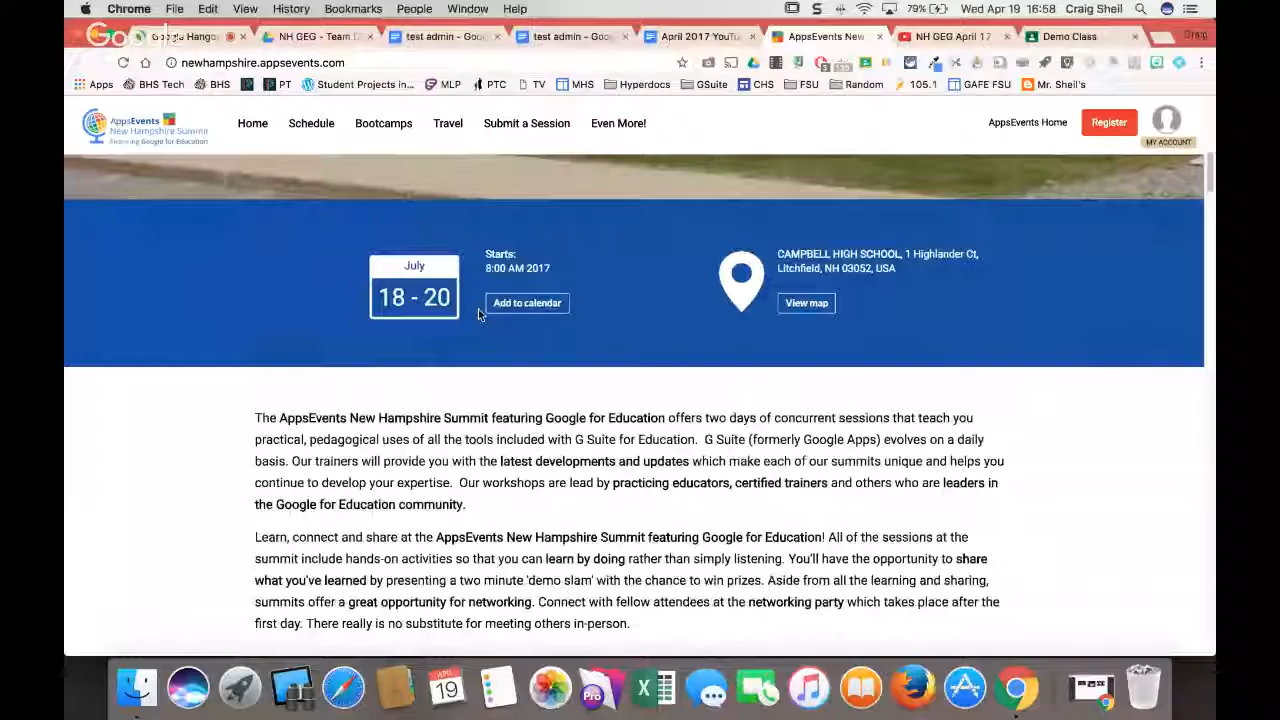 Chrome File Edit View History Bookmarks People Window Help 79% Wed Apr 19 16:58 Craig Sheil
Google Hango NH GEG - Team D test admin - Goo test admin - Goog April 2017 YouTu AppsEvents New NH GEG April 17 Demo Class Craig
newhampshire.appsevents.com
Apps BHS Tech BHS PT Student Projects in... MLP PTC TV MHS Hyperdocs GSuite CHS FSU Random 105.1 GAFE FSU Mr. Sheil's
AppsEvents
New Hampshire Summit
Featuring Google for Education
Home Schedule Bootcamps Travel Submit a Session Even More! AppsEvents Home Register
MY ACCOUNT
July
18 - 20
Starts:
8:00 AM 2017
Add to calendar
CAMPBELL HIGH SCHOOL, 1 Highlander Ct,
Litchfield, NH 03052, USA
View map
The AppsEvents New Hampshire Summit featuring Google for Education offers two days of concurrent sessions that teach you
practical, pedagogical uses of all the tools included with G Suite for Education. G Suite (formerly Google Apps) evolves on a daily
basis. Our trainers will provide you with the latest developments and updates which make each of our summits unique and helps you
continue to develop your expertise. Our workshops are lead by practicing educators, certified trainers and others who are leaders in
the Google for Education community.
Learn, connect and share at the AppsEvents New Hampshire Summit featuring Google for Education! All of the sessions at the
summit include hands-on activities so that you can learn by doing rather than simply listening. You'll have the opportunity to share
what you've learned by presenting a two minute 'demo slam' with the chance to win prizes. Aside from all the learning and sharing,
summits offer a great opportunity for networking. Connect with fellow attendees at the networking party which takes place after the
first day. There really is no substitute for meeting others in-person.
APR
19
Pro